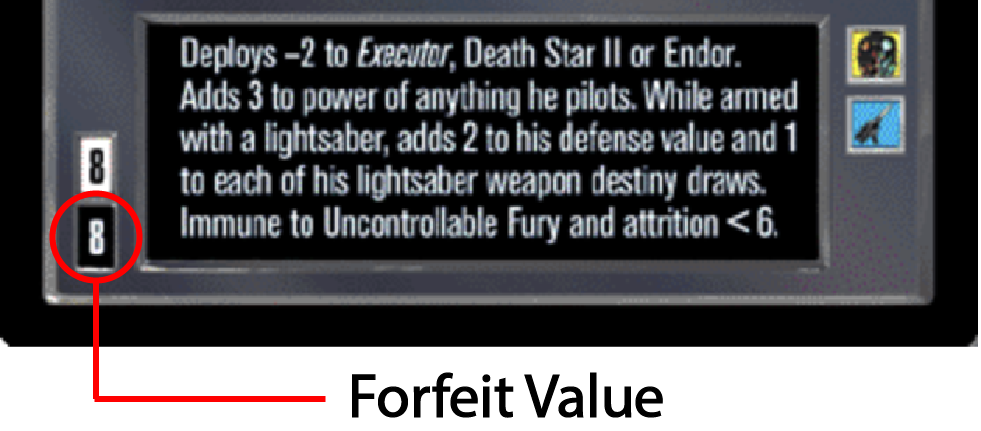 Deploys –2 to Executor, Death Star II or Endor.
Adds 3 to power of anything he pilots. While armed
with a lightsaber, adds 2 to his defense value and 1
to each of his lightsaber weapon destiny draws.
Immune to Uncontrollable Fury and attrition < 6.
8
8
Forfeit Value